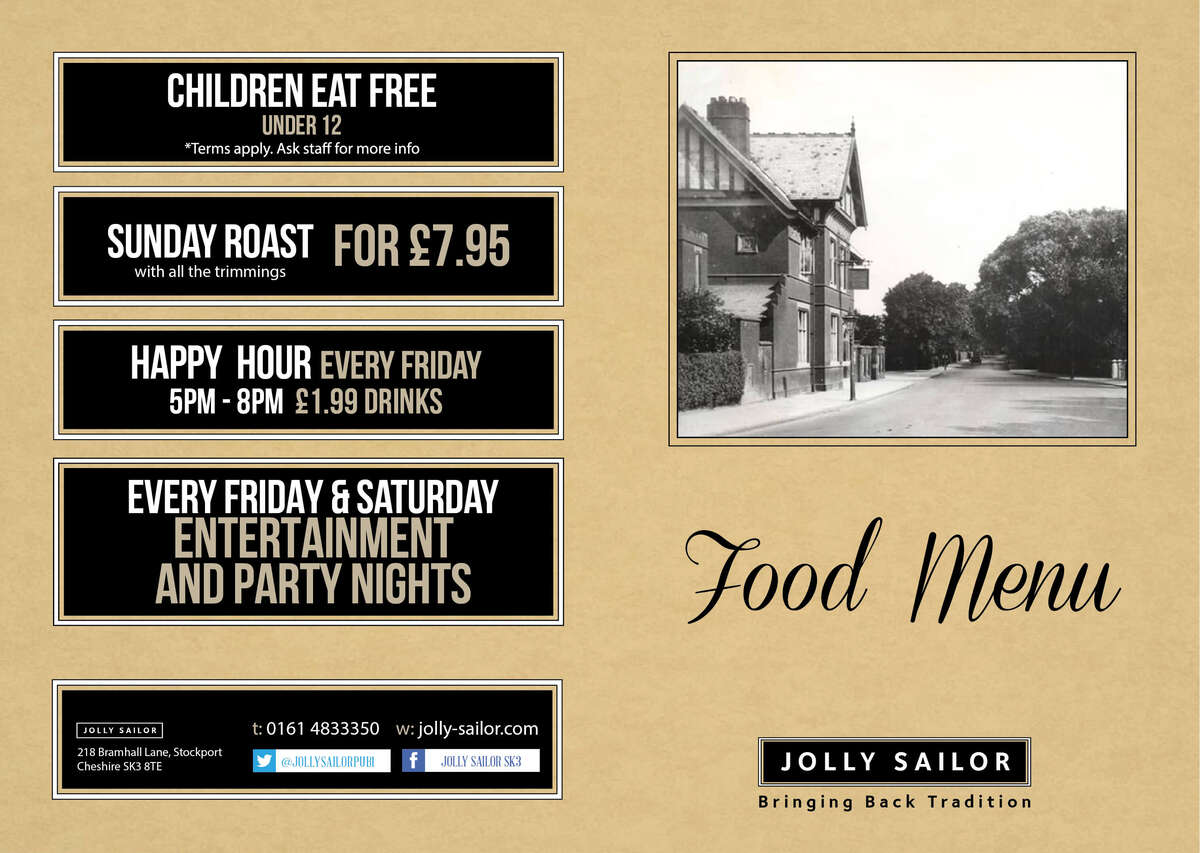 CHILDREN EAT FREE
UNDER 12
*Terms apply. Ask staff for more info
SUNDAY ROAST FOR £7.95
with all the trimmings
HAPPY HOUR EVERY FRIDAY
5PM - 8PM £1.99 DRINKS
EVERY FRIDAY & SATURDAY
ENTERTAINMENT
AND PARTY NIGHTS
JOLLY SAILOR
218 Bramhall Lane, Stockport
Cheshire SK3 8TE
t: 0161 4833350 w: jolly-sailor.com
@JOLLYSAILORPUB1 JOLLY SAILOR SK3
Food Menu
JOLLY SAILOR
Bringing Back Tradition